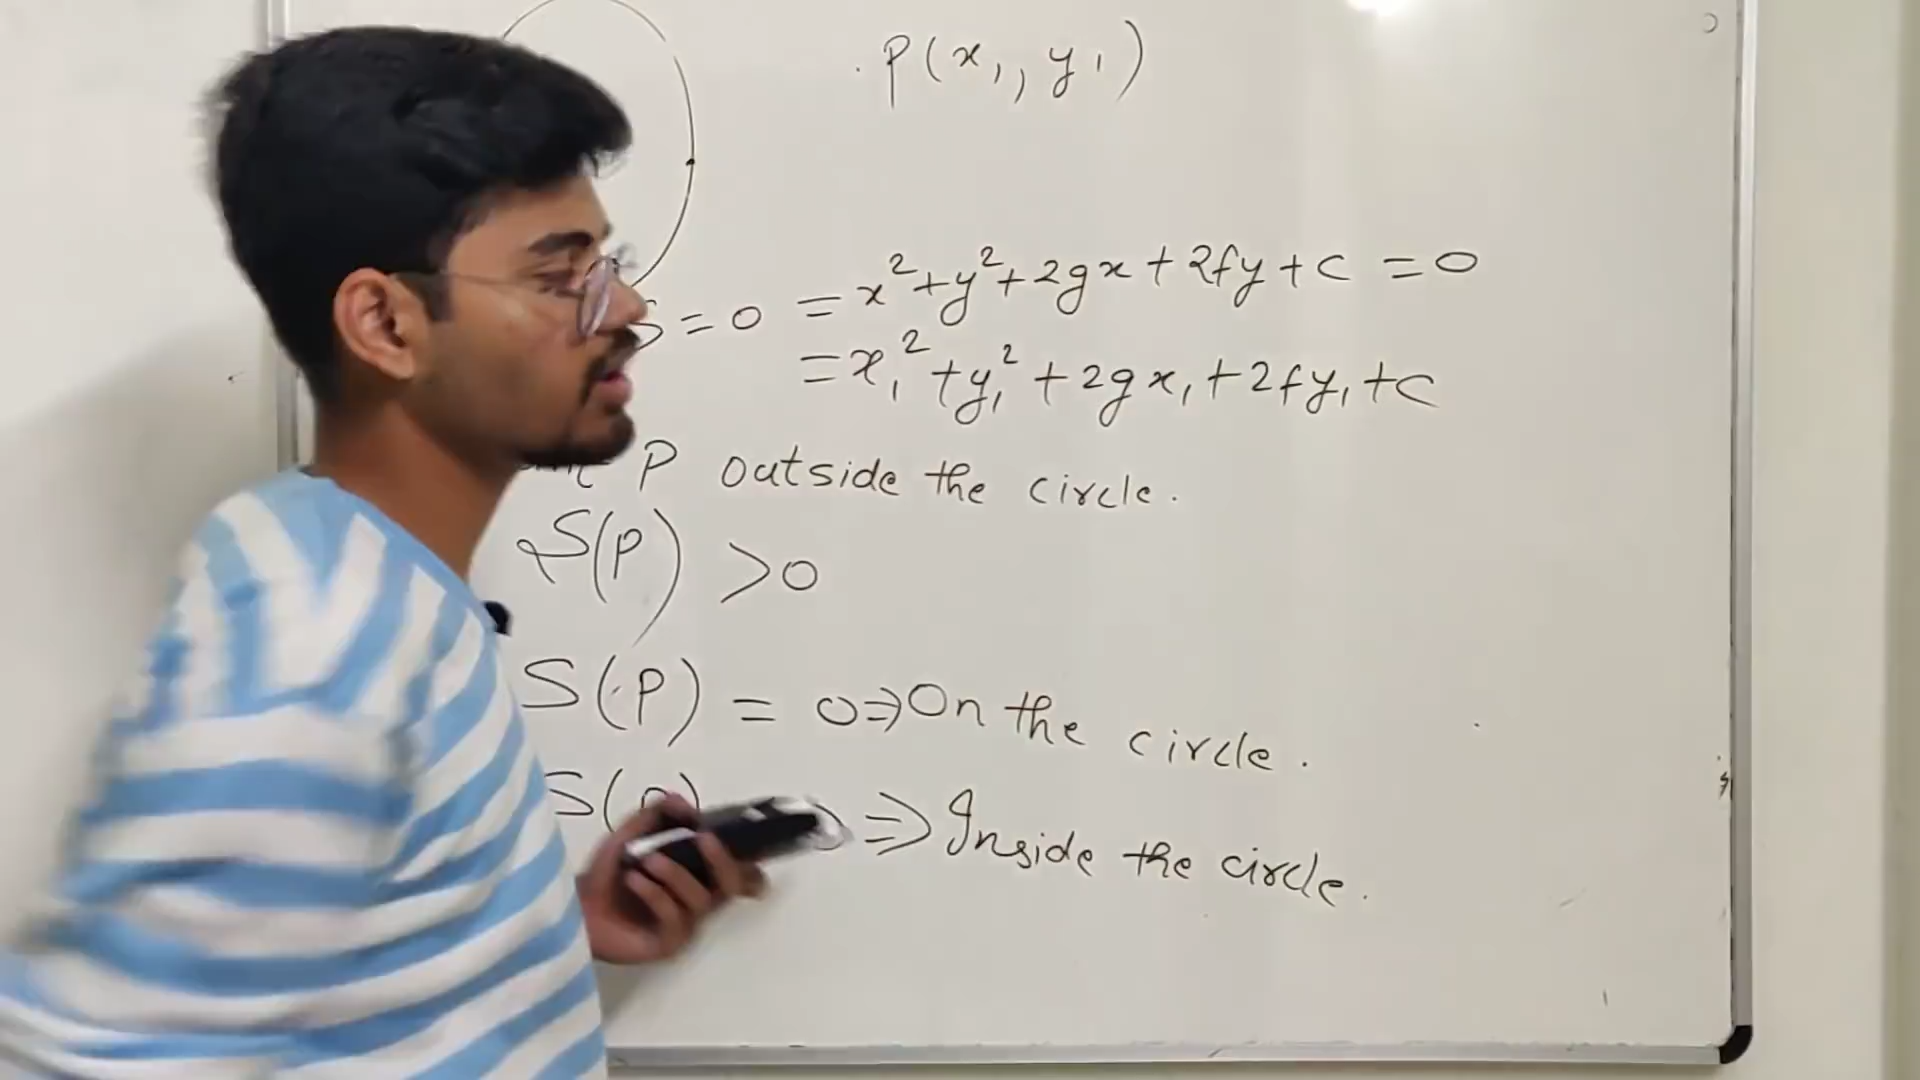 . P(x₁, y₁)
S = 0 = x² + y² + 2gx + 2fy + c = 0
= x₁² + y₁² + 2gx₁ + 2fy₁ + c
P outside the circle.
S(P) > 0
S(P) = 0 ⇒ On the circle.
S(P) 0 ⇒ Inside the circle.